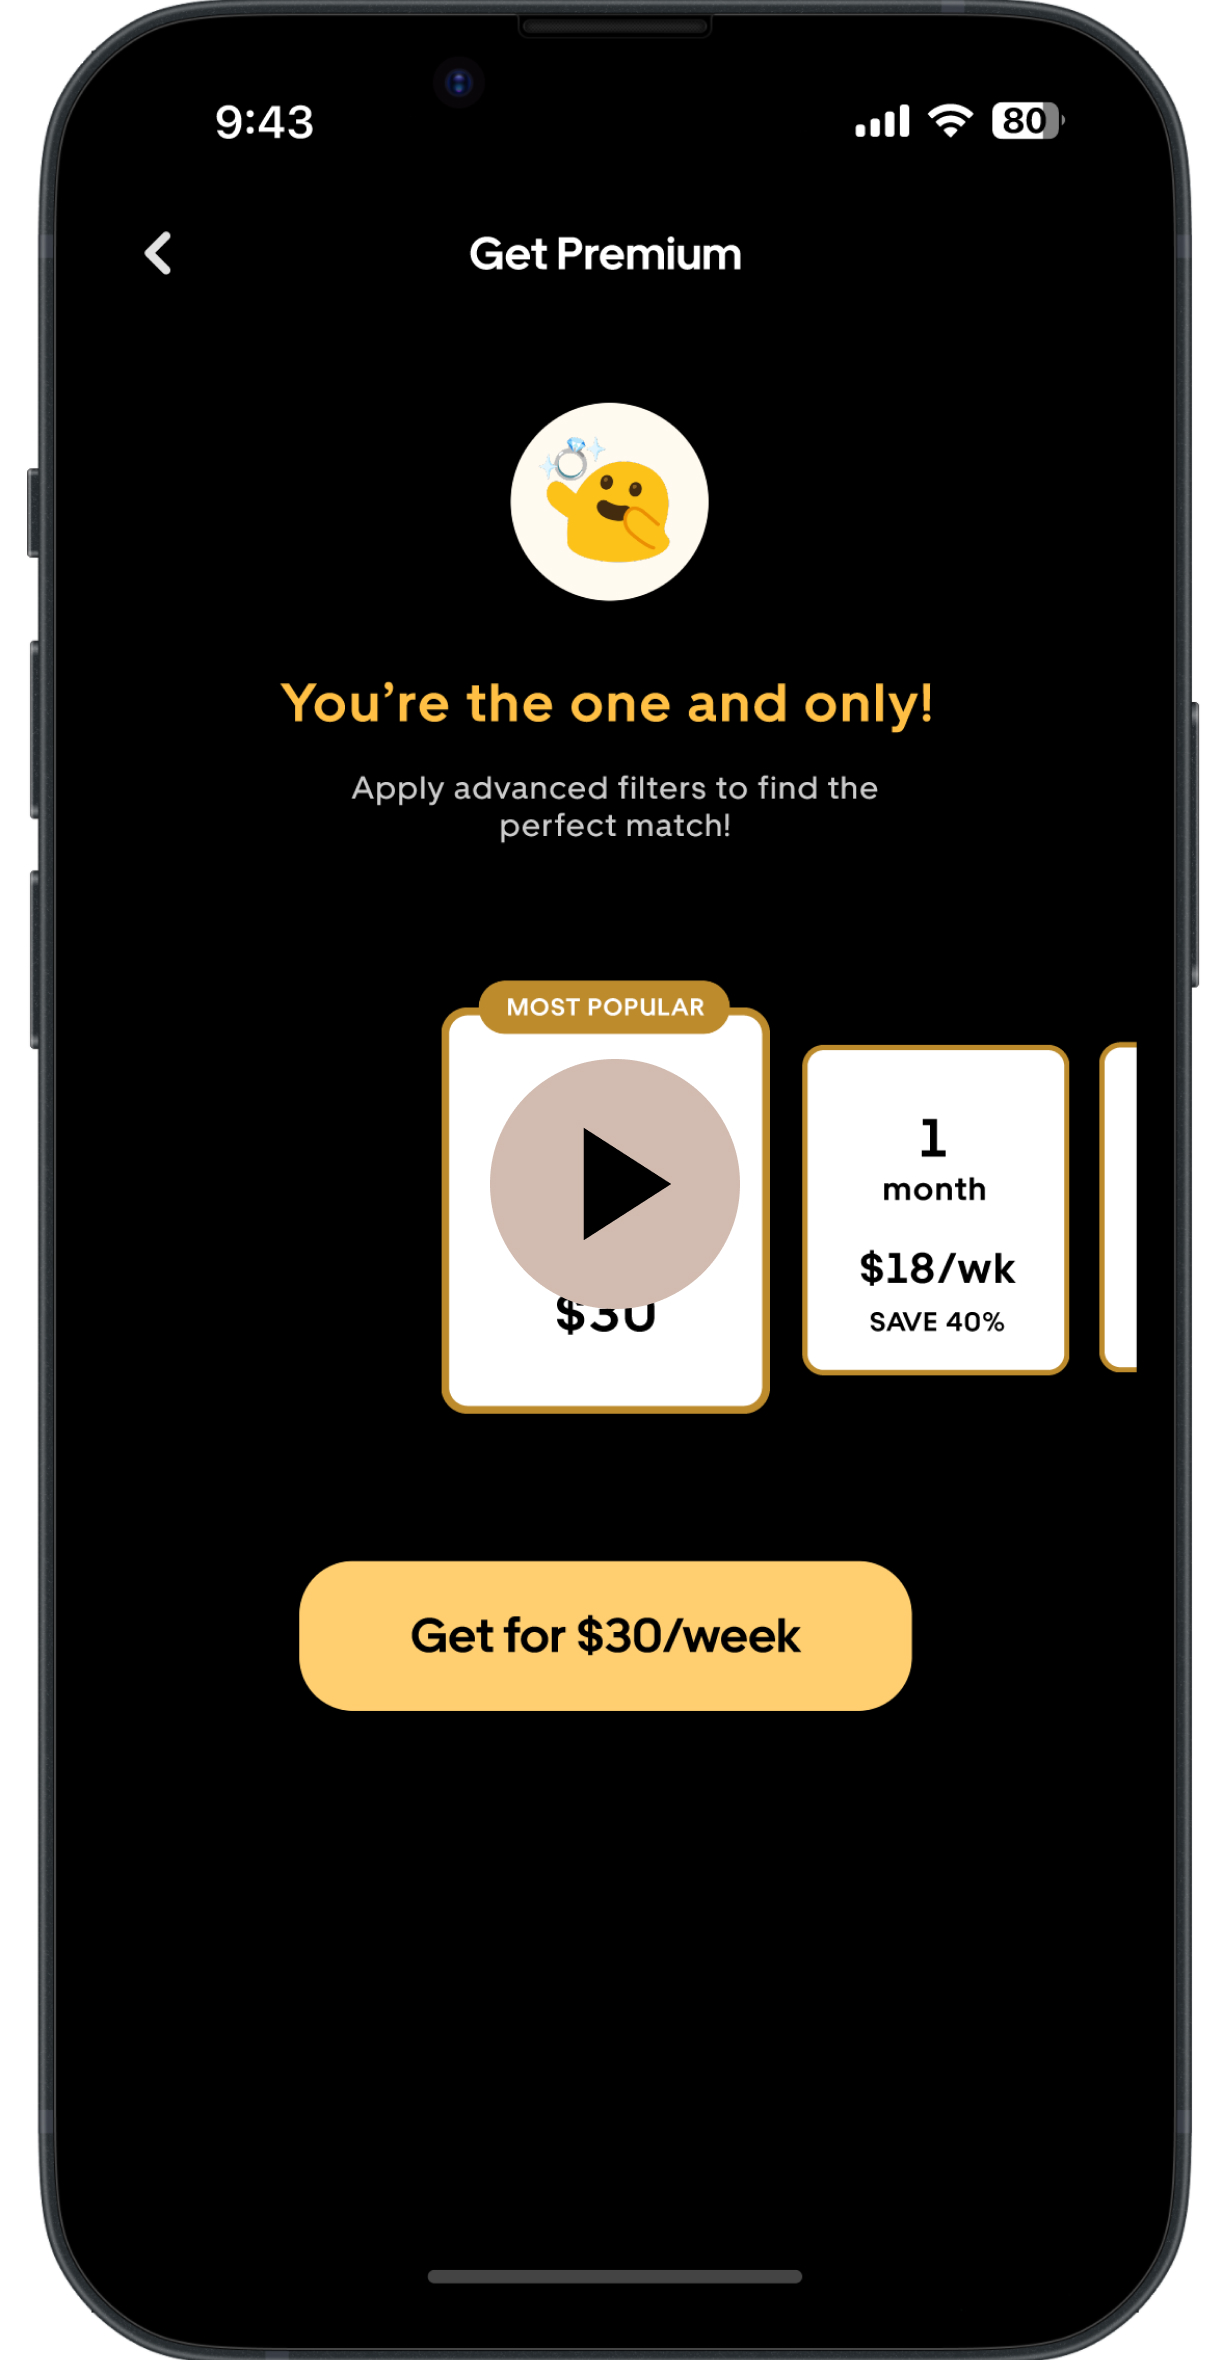 9:43
80
Get Premium
You're the one and only!
Apply advanced filters to find the
perfect match!
MOST POPULAR
$30
1
month
$18/wk
SAVE 40%
Get for $30/week